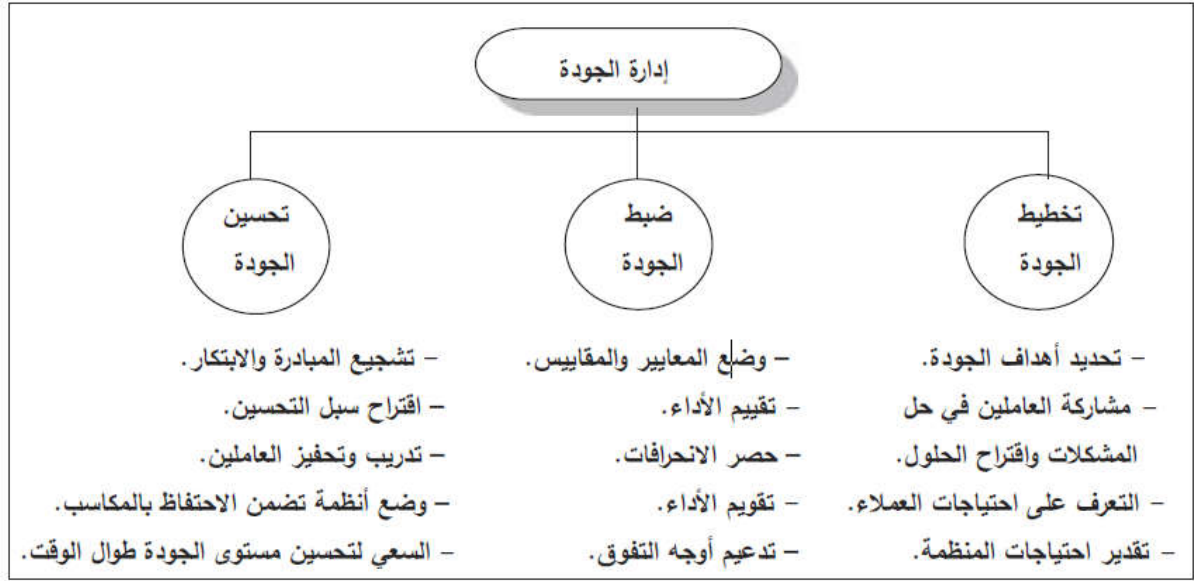 إدارة الجودة
تخطيط
الجودة
– تحديد أهداف الجودة.
– مشاركة العاملين في حل
المشكلات واقتراح الحلول.
– التعرف على احتياجات العملاء.
– تقدير احتياجات المنظمة.
ضبط
الجودة
– وضع المعايير والمقاييس.
– تقييم الأداء.
– حصر الانحرافات.
– تقويم الأداء.
– تدعيم أوجه التفوق.
تحسين
الجودة
– تشجيع المبادرة والابتكار.
– اقتراح سبل التحسين.
– تدريب وتحفيز العاملين.
– وضع أنظمة تضمن الاحتفاظ بالمكاسب.
– السعي لتحسين مستوى الجودة طوال الوقت.